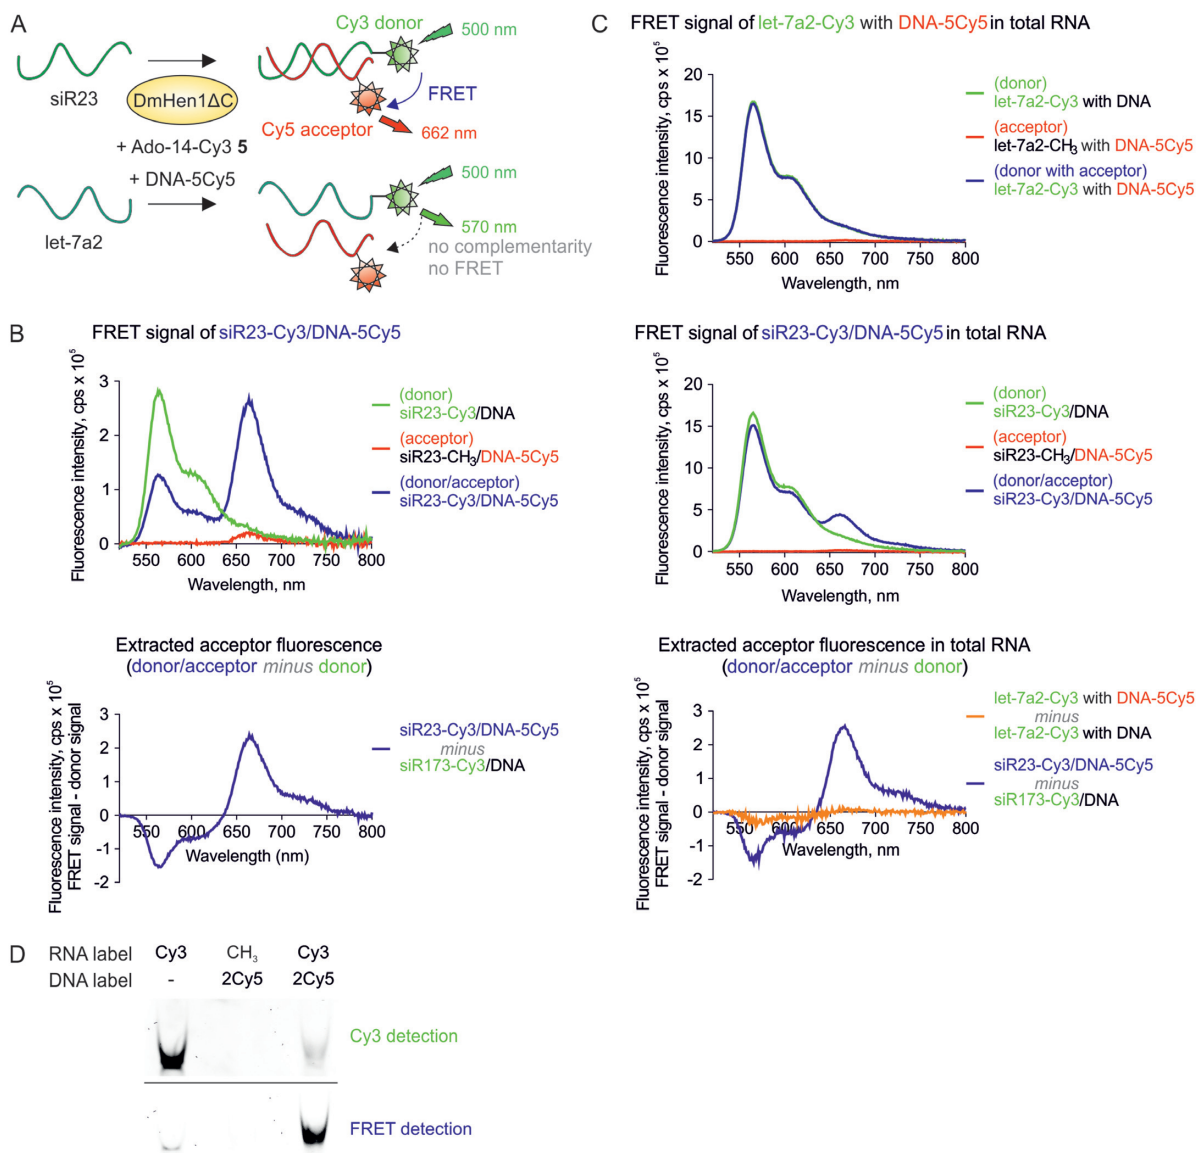 A
siR23
DmHen1ΔC
+ Ado-14-Cy3 5
+ DNA-5Cy5
let-7a2
Cy3 donor
500 nm
FRET
Cy5 acceptor
662 nm
500 nm
570 nm
no complementarity
no FRET
B
FRET signal of siR23-Cy3/DNA-5Cy5
Fluorescence intensity, cps x 10⁵
3
2
1
0
550 600 650 700 750 800
Wavelength, nm
(donor)
siR23-Cy3/DNA
(acceptor)
siR23-CH₃/DNA-5Cy5
(donor/acceptor)
siR23-Cy3/DNA-5Cy5
Extracted acceptor fluorescence
(donor/acceptor minus donor)
Fluorescence intensity, cps x 10⁵
FRET signal - donor signal
3
2
1
0
-1
-2
550 600 650 700 750 800
Wavelength (nm)
siR23-Cy3/DNA-5Cy5
minus
siR173-Cy3/DNA
C
FRET signal of let-7a2-Cy3 with DNA-5Cy5 in total RNA
Fluorescence intensity, cps x 10⁵
20
15
10
5
0
550 600 650 700 750 800
Wavelength, nm
(donor)
let-7a2-Cy3 with DNA
(acceptor)
let-7a2-CH₃ with DNA-5Cy5
(donor with acceptor)
let-7a2-Cy3 with DNA-5Cy5
FRET signal of siR23-Cy3/DNA-5Cy5 in total RNA
Fluorescence intensity, cps x 10⁵
20
15
10
5
0
550 600 650 700 750 800
Wavelength, nm
(donor)
siR23-Cy3/DNA
(acceptor)
siR23-CH₃/DNA-5Cy5
(donor/acceptor)
siR23-Cy3/DNA-5Cy5
Extracted acceptor fluorescence in total RNA
(donor/acceptor minus donor)
Fluorescence intensity, cps x 10⁵
FRET signal - donor signal
3
2
1
0
-1
-2
550 600 650 700 750 800
Wavelength, nm
let-7a2-Cy3 with DNA-5Cy5
minus
let-7a2-Cy3 with DNA
siR23-Cy3/DNA-5Cy5
minus
siR173-Cy3/DNA
D
RNA label Cy3 CH₃ Cy3
DNA label - 2Cy5 2Cy5
Cy3 detection
FRET detection